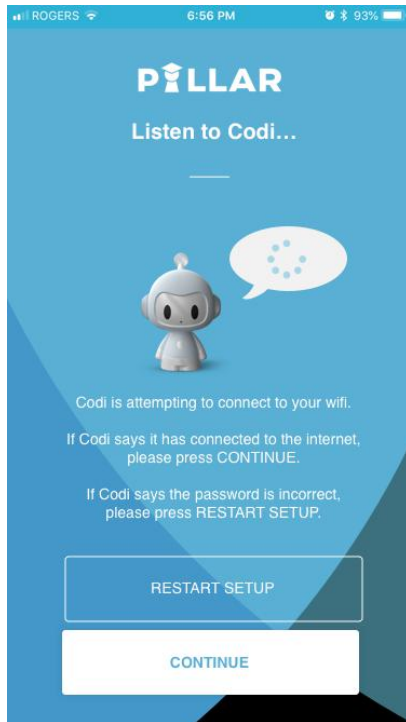 ROGERS 6:56 PM 93%
PILLAR
Listen to Codi...
Codi is attempting to connect to your wifi.
If Codi says it has connected to the internet,
please press CONTINUE.
If Codi says the password is incorrect,
please press RESTART SETUP.
RESTART SETUP
CONTINUE